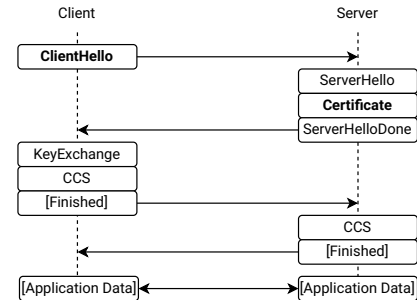 Client Server
ClientHello
ServerHello
Certificate
ServerHelloDone
KeyExchange
CCS
[Finished]
CCS
[Finished]
[Application Data] [Application Data]